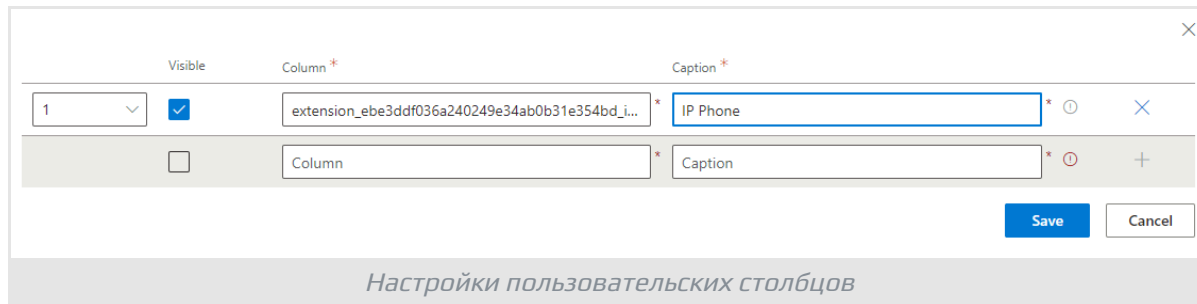 Visible Column * Caption *
1 extension_ebe3ddf036a240249e34ab0b31e354bd_i... * IP Phone *
Column * Caption *
Save Cancel
Настройки пользовательских столбцов